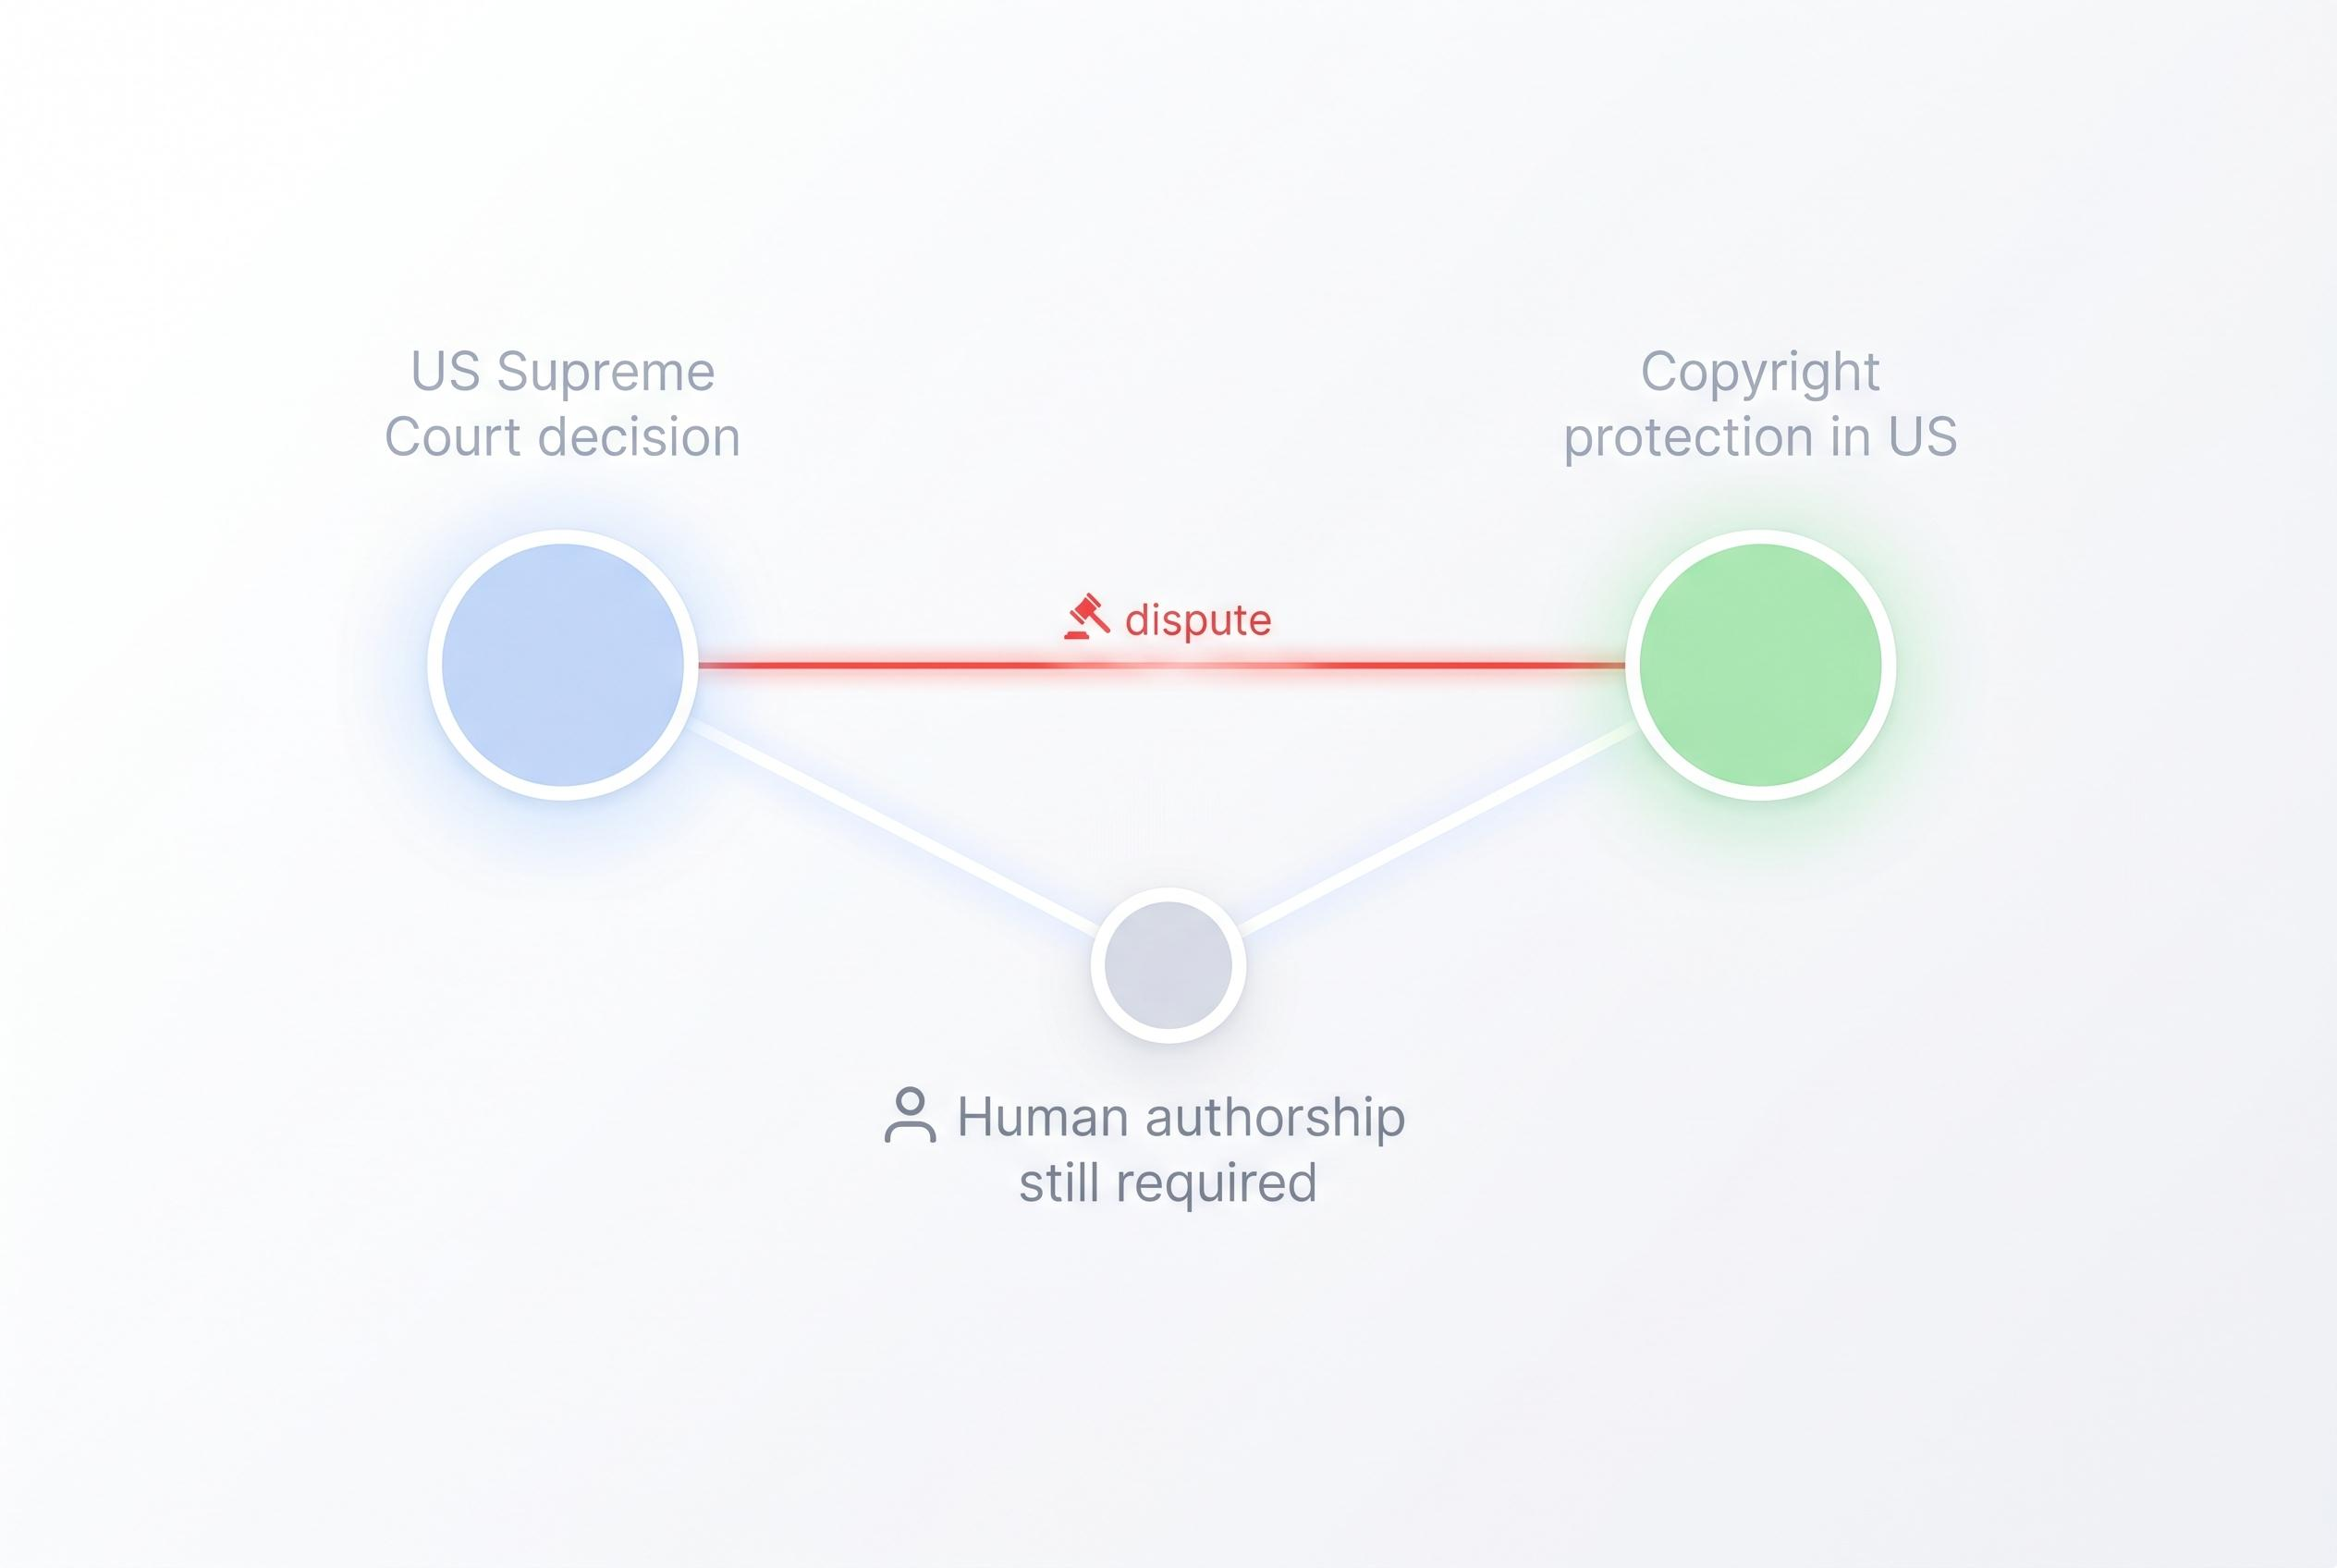 US Supreme
Court decision
Copyright
protection in US
dispute
Human authorship
still required